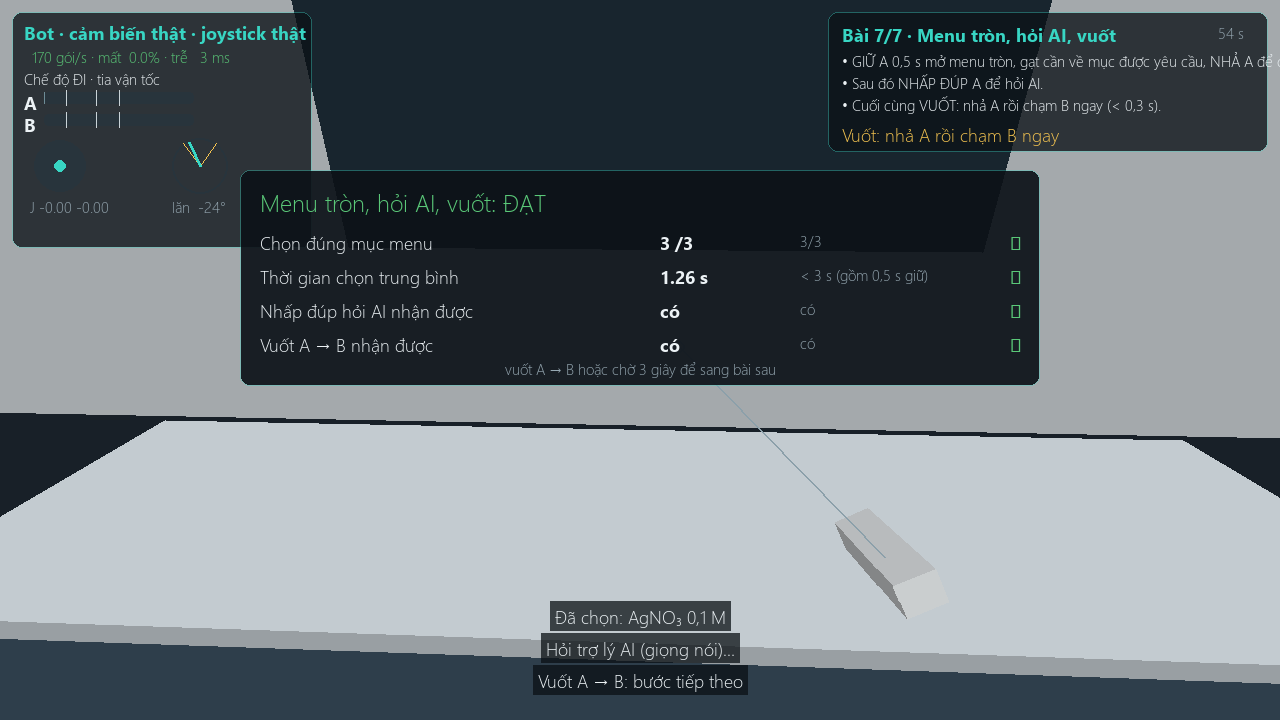 Bot · cảm biến thật · joystick thật
170 gói/s · mất 0.0% · trễ 3 ms
Chế độ ĐI · tia vận tốc
A
B
J -0.00 -0.00 lăn -24°
Bài 7/7 · Menu tròn, hỏi AI, vuốt 54 s
• GIỮ A 0,5 s mở menu tròn, gạt cần về mục được yêu cầu, NHẢ A để c
• Sau đó NHẤP ĐÚP A để hỏi AI.
• Cuối cùng VUỐT: nhả A rồi chạm B ngay (< 0,3 s).
Vuốt: nhả A rồi chạm B ngay
Menu tròn, hỏi AI, vuốt: ĐẠT
Chọn đúng mục menu 3 /3 3/3
Thời gian chọn trung bình 1.26 s < 3 s (gồm 0,5 s giữ)
Nhấp đúp hỏi AI nhận được có có
Vuốt A → B nhận được có có
vuốt A → B hoặc chờ 3 giây để sang bài sau
Đã chọn: AgNO₃ 0,1 M
Hỏi trợ lý AI (giọng nói)...
Vuốt A → B: bước tiếp theo